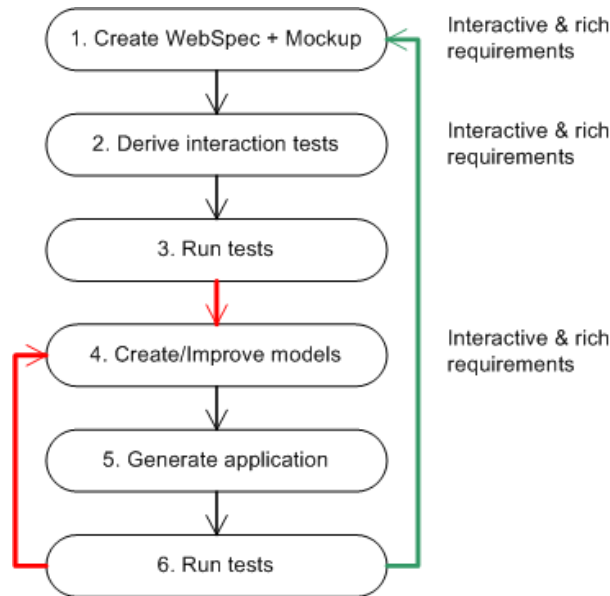 1. Create WebSpec + Mockup
Interactive & rich
requirements
2. Derive interaction tests
Interactive & rich
requirements
3. Run tests
4. Create/Improve models
Interactive & rich
requirements
5. Generate application
6. Run tests